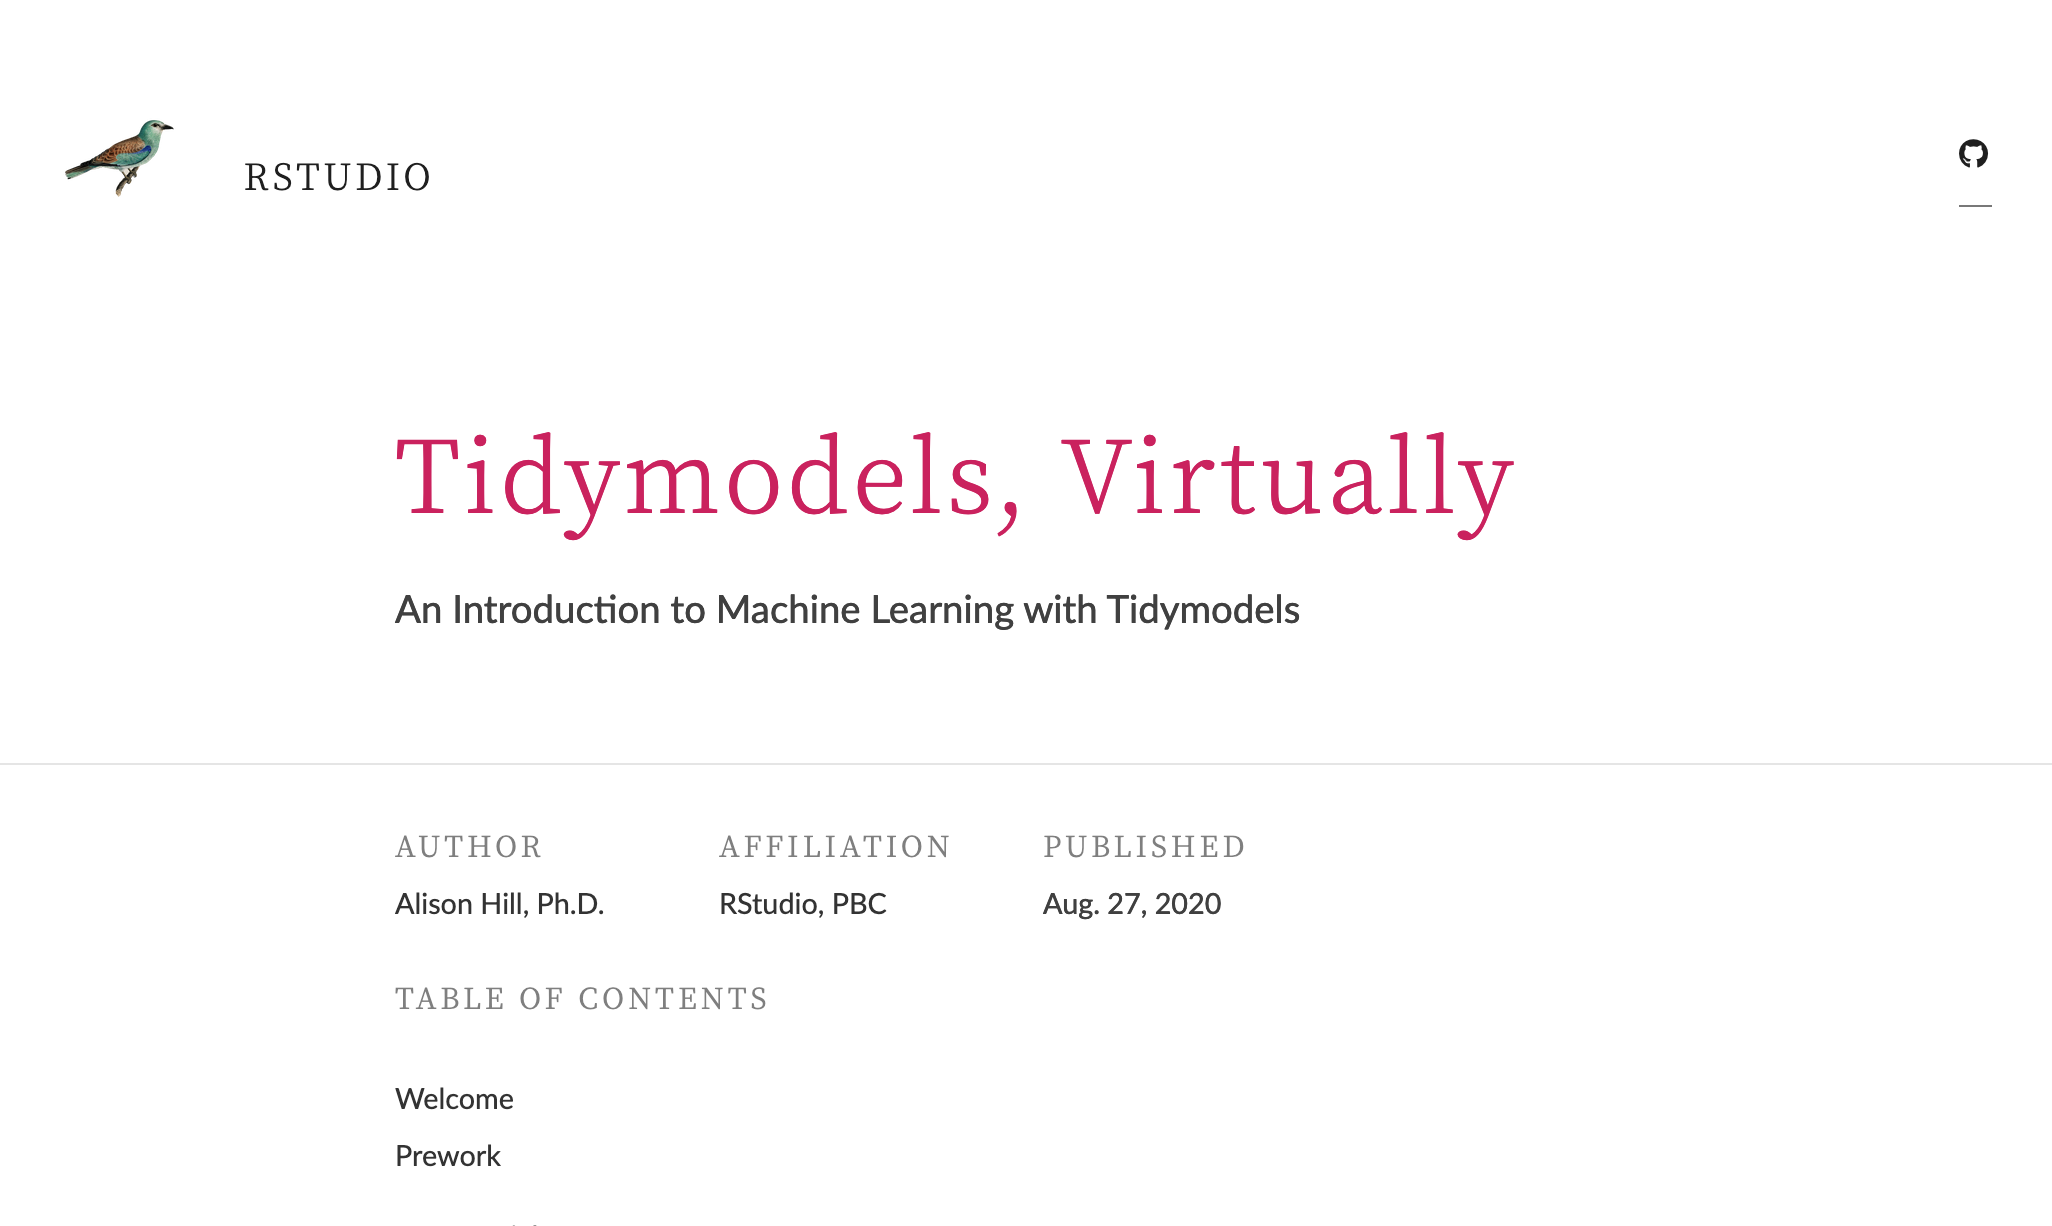 RSTUDIO
Tidymodels, Virtually
An Introduction to Machine Learning with Tidymodels
AUTHOR AFFILIATION PUBLISHED
Alison Hill, Ph.D. RStudio, PBC Aug. 27, 2020
TABLE OF CONTENTS
Welcome
Prework